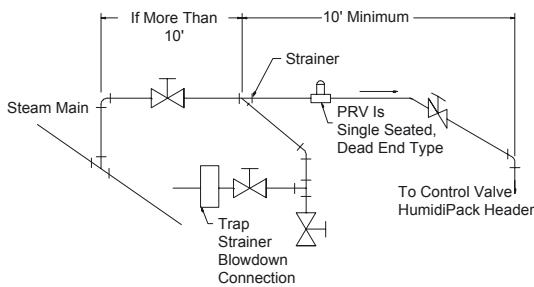 If More Than
10'
10' Minimum
Strainer
Steam Main
PRV Is
Single Seated,
Dead End Type
To Control Valve
HumidiPack Header
Trap
Strainer
Blowdown
Connection